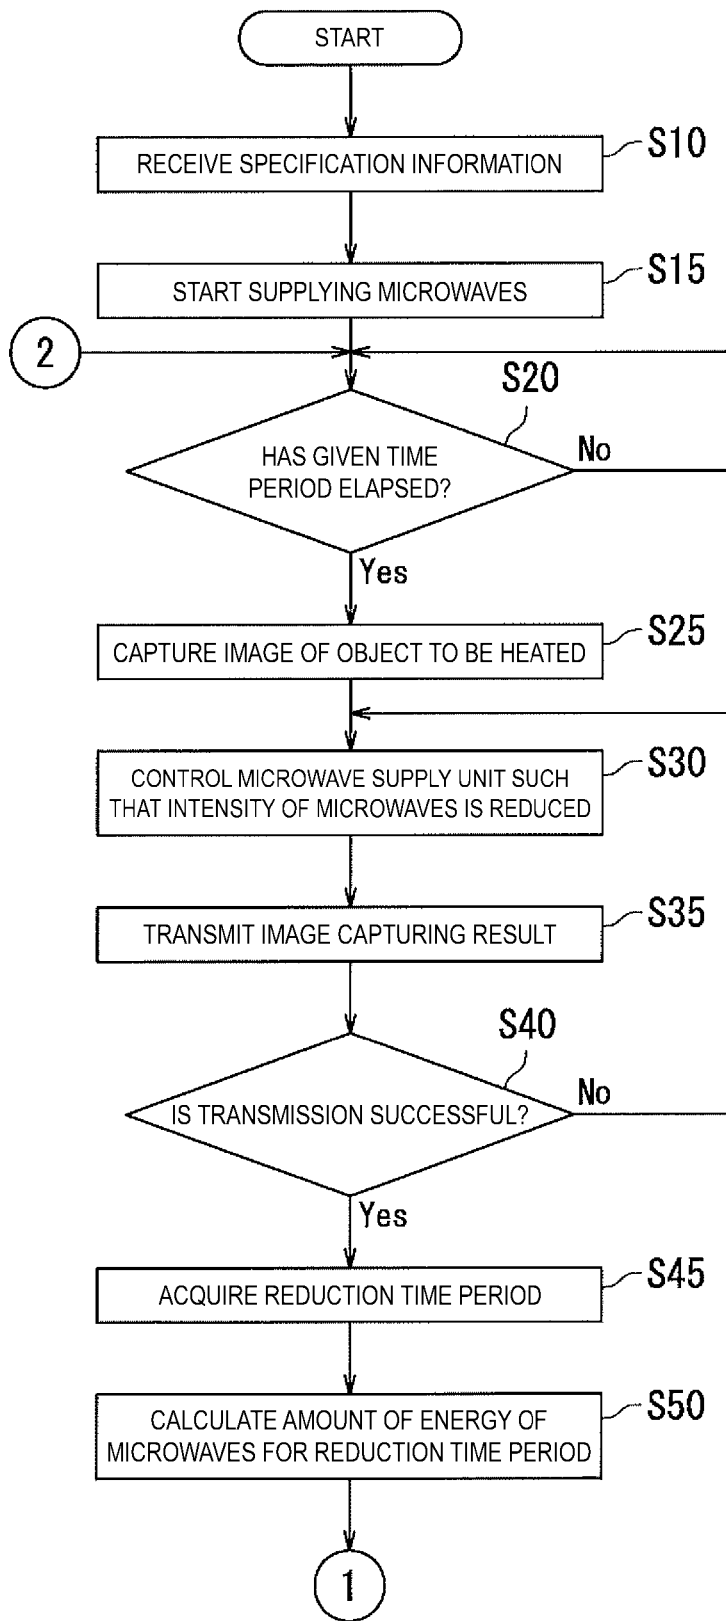 START
RECEIVE SPECIFICATION INFORMATION
S10
START SUPPLYING MICROWAVES
S15
2
S20
HAS GIVEN TIME
PERIOD ELAPSED?
No
Yes
CAPTURE IMAGE OF OBJECT TO BE HEATED
S25
CONTROL MICROWAVE SUPPLY UNIT SUCH
THAT INTENSITY OF MICROWAVES IS REDUCED
S30
TRANSMIT IMAGE CAPTURING RESULT
S35
S40
IS TRANSMISSION SUCCESSFUL?
No
Yes
ACQUIRE REDUCTION TIME PERIOD
S45
CALCULATE AMOUNT OF ENERGY OF
MICROWAVES FOR REDUCTION TIME PERIOD
S50
1